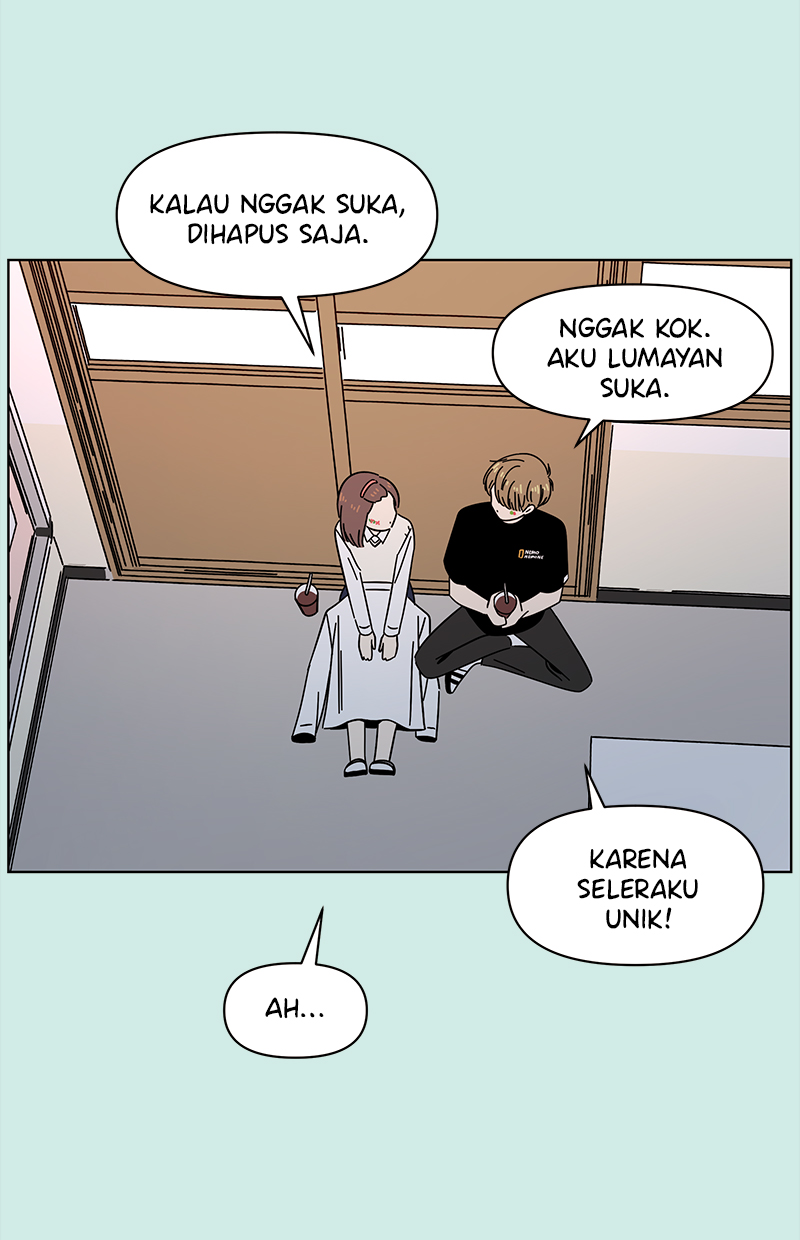 KALAU NGGAK SUKA,
DIHAPUS SAJA.
NGGAK KOK.
AKU LUMAYAN
SUKA.
KARENA
SELERAKU
UNIK!
AH...